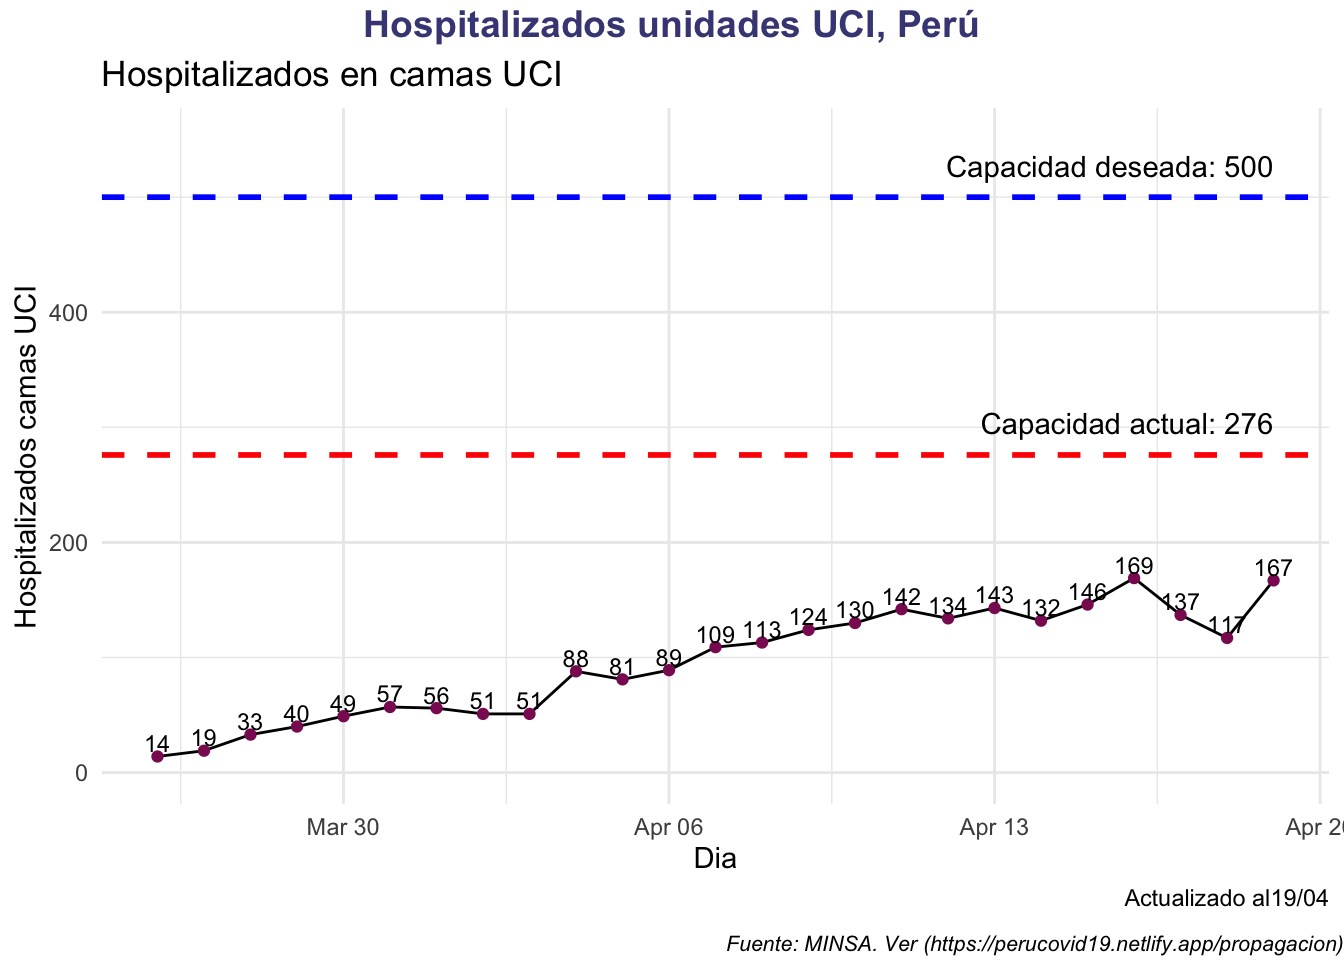 Hospitalizados unidades UCI, Perú
Hospitalizados en camas UCI
Capacidad deseada: 500
400
Capacidad actual: 276
200
0
Hospitalizados camas UCI
14 19 33 40 49 57 56 51 51 88 81 89 109 113 124 130 142 134 143 132 146 169 137 117 167
Mar 30 Apr 06 Apr 13 Apr 20
Dia
Actualizado al19/04
Fuente: MINSA. Ver (https://perucovid19.netlify.app/propagacion)